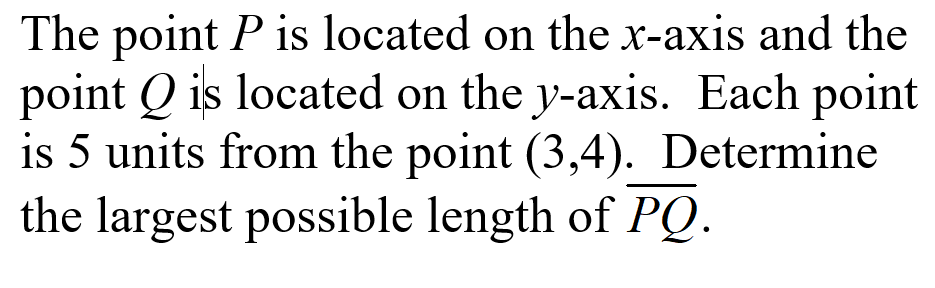 The point P is located on the x-axis and the
point Q is located on the y-axis.  Each point
is 5 units from the point (3,4).  Determine
the largest possible length of P̅Q̅.